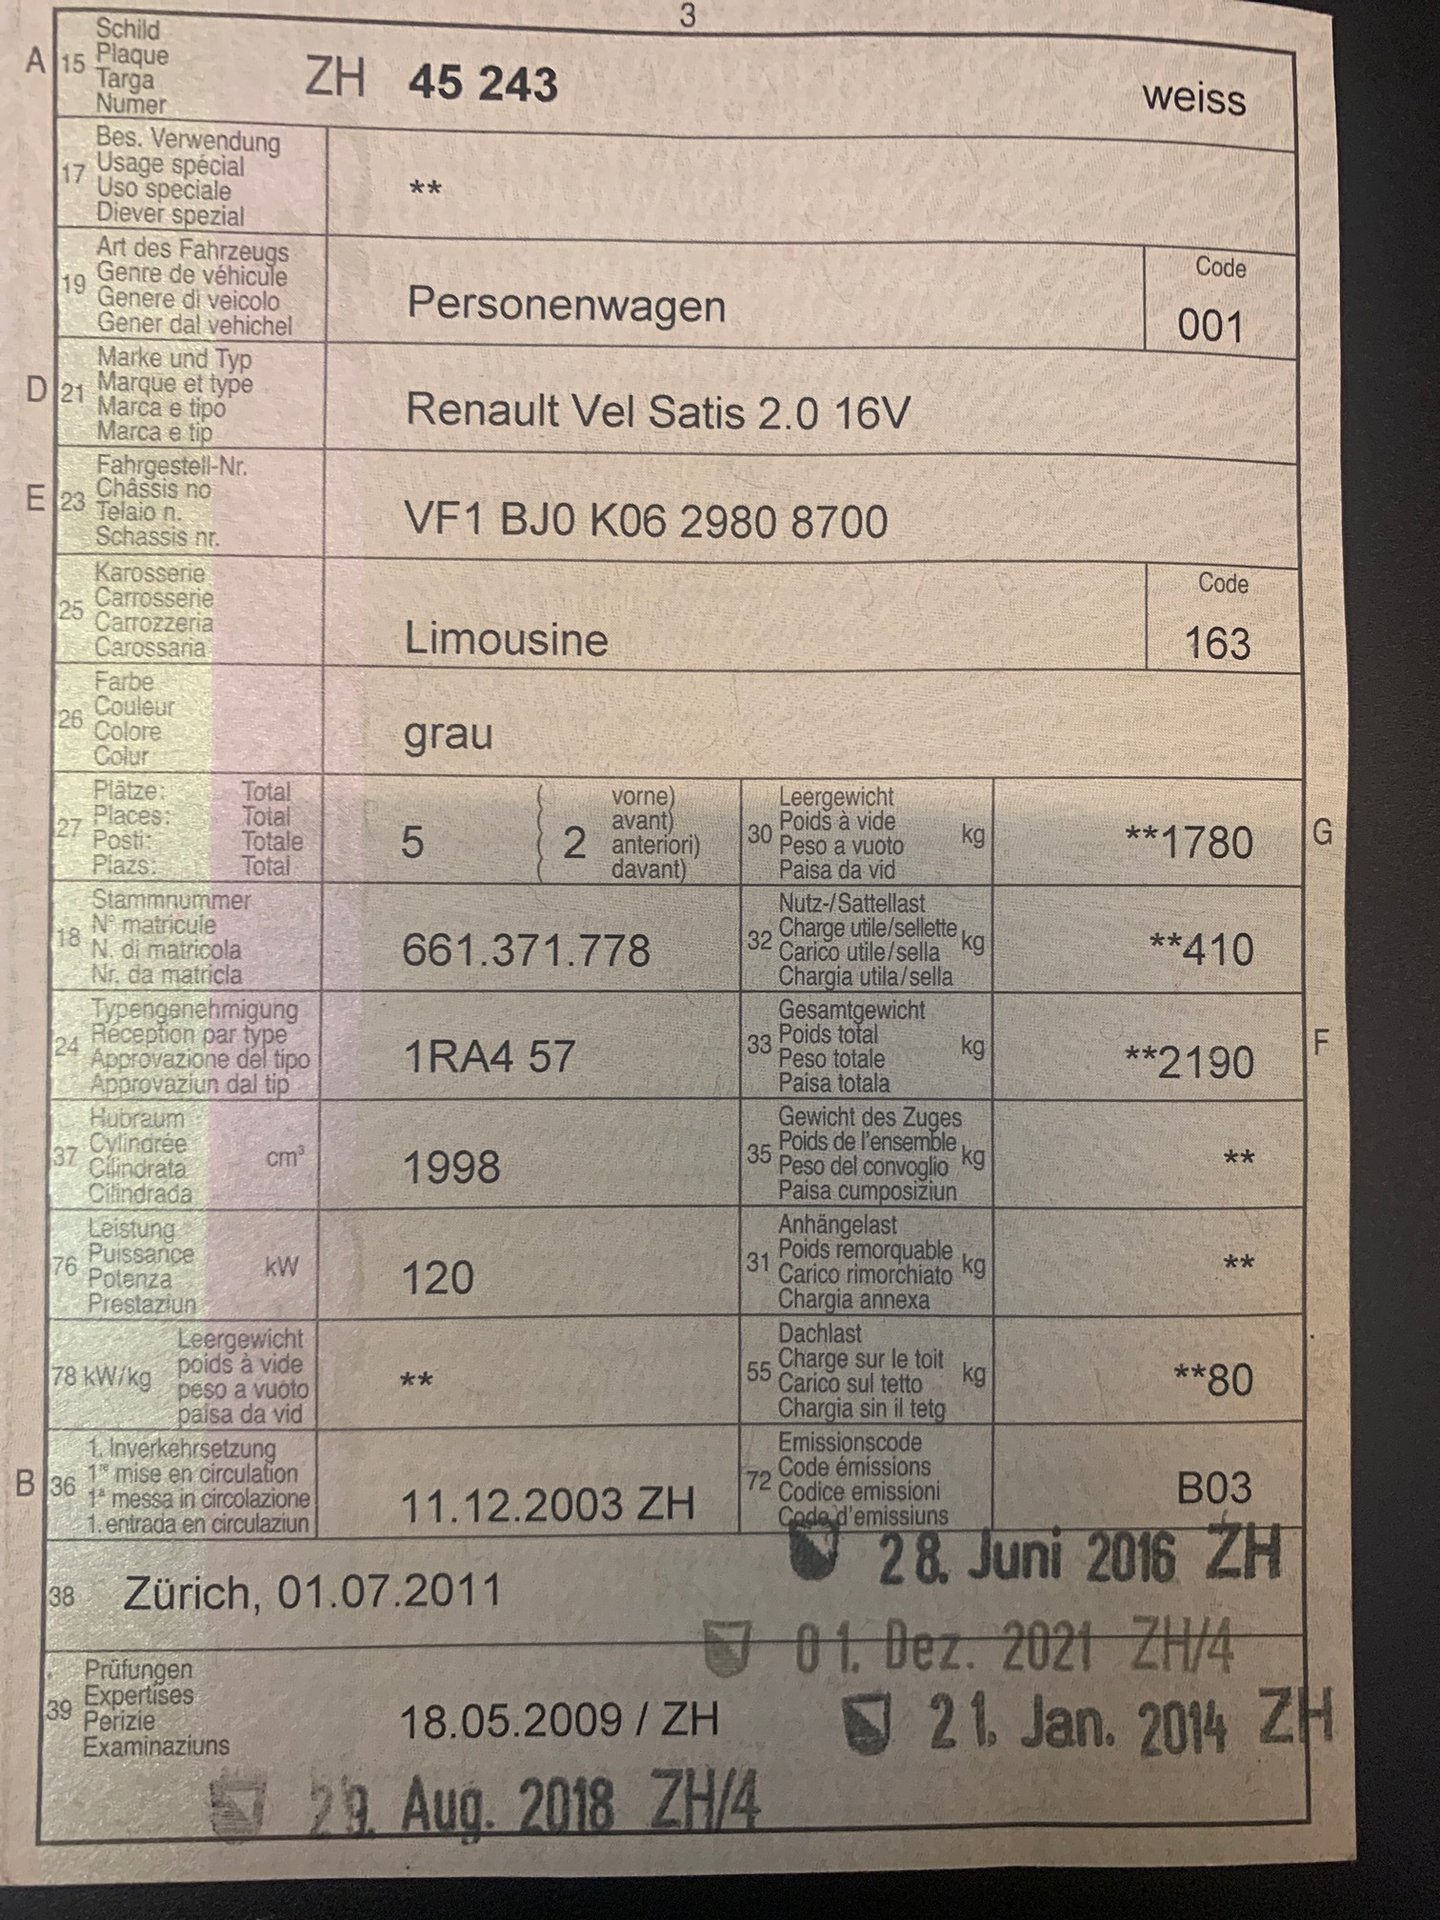 3
A 15 Schild
Plaque
Targa
Numer
ZH 45 243 weiss
17 Bes. Verwendung
Usage spécial
Uso speciale
Diever spezial
**
19 Art des Fahrzeugs
Genre de véhicule
Genere di veicolo
Gener dal vehichel
Personenwagen
Code
001
D 21 Marke und Typ
Marque et type
Marca e tipo
Marca e tip
Renault Vel Satis 2.0 16V
E 23 Fahrgestell-Nr.
Châssis no
Telaio n.
Schassis nr.
VF1 BJ0 K06 2980 8700
25 Karosserie
Carrosserie
Carrozzeria
Carossaria
Limousine
Code
163
26 Farbe
Couleur
Colore
Colur
grau
27 Plätze: Total
Places: Total
Posti: Totale
Plazs: Total
5 ( 2 vorne)
avant)
anteriori)
davant)
30 Leergewicht
Poids à vide
Peso a vuoto
Paisa da vid
kg **1780 G
18 Stammnummer
N° matricule
N. di matricola
Nr. da matricla
661.371.778
32 Nutz-/Sattellast
Charge utile/sellette
Carico utile/sella
Chargia utila/sella
kg **410
24 Typengenehmigung
Réception par type
Approvazione del tipo
Approvaziun dal tip
1RA4 57
33 Gesamtgewicht
Poids total
Peso totale
Paisa totala
kg **2190 F
37 Hubraum
Cylindrée
Cilindrata
Cilindrada
cm³ 1998
35 Gewicht des Zuges
Poids de l'ensemble
Peso del convoglio
Paisa cumposiziun
kg **
76 Leistung
Puissance
Potenza
Prestaziun
kW 120
31 Anhängelast
Poids remorquable
Carico rimorchiato
Chargia annexa
kg **
78 kW/kg Leergewicht
poids à vide
peso a vuoto
paisa da vid
**
55 Dachlast
Charge sur le toit
Carico sul tetto
Chargia sin il tetg
kg **80
B 36 1. Inverkehrsetzung
1re mise en circulation
1a messa in circolazione
1. entrada en circulaziun
11.12.2003 ZH
72 Emissionscode
Code émissions
Codice emissioni
Code d'emissiuns
B03
28. Juni 2016 ZH
38 Zürich, 01.07.2011
01. Dez. 2021 ZH/4
39 Prüfungen
Expertises
Perizie
Examinaziuns
18.05.2009 / ZH
21. Jan. 2014 ZH
29. Aug. 2018 ZH/4